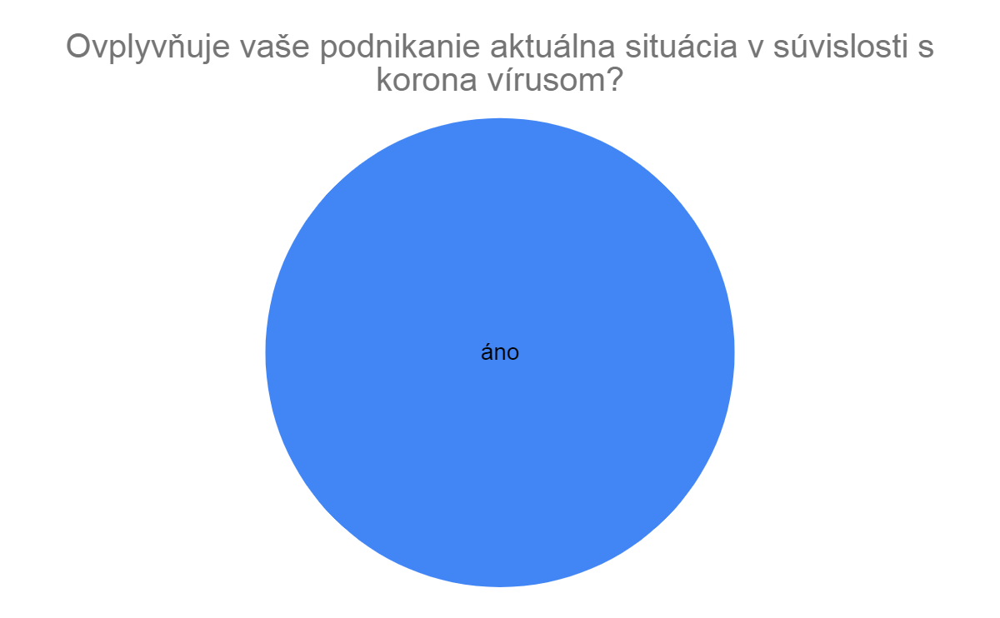 Ovplyvňuje vaše podnikanie aktuálna situácia v súvislosti s
korona vírusom?
áno